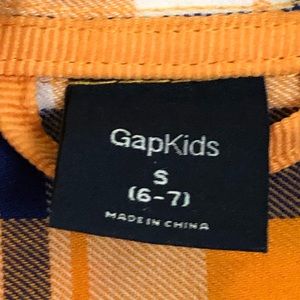 GapKids
S
(6-7)
MADE IN CHINA